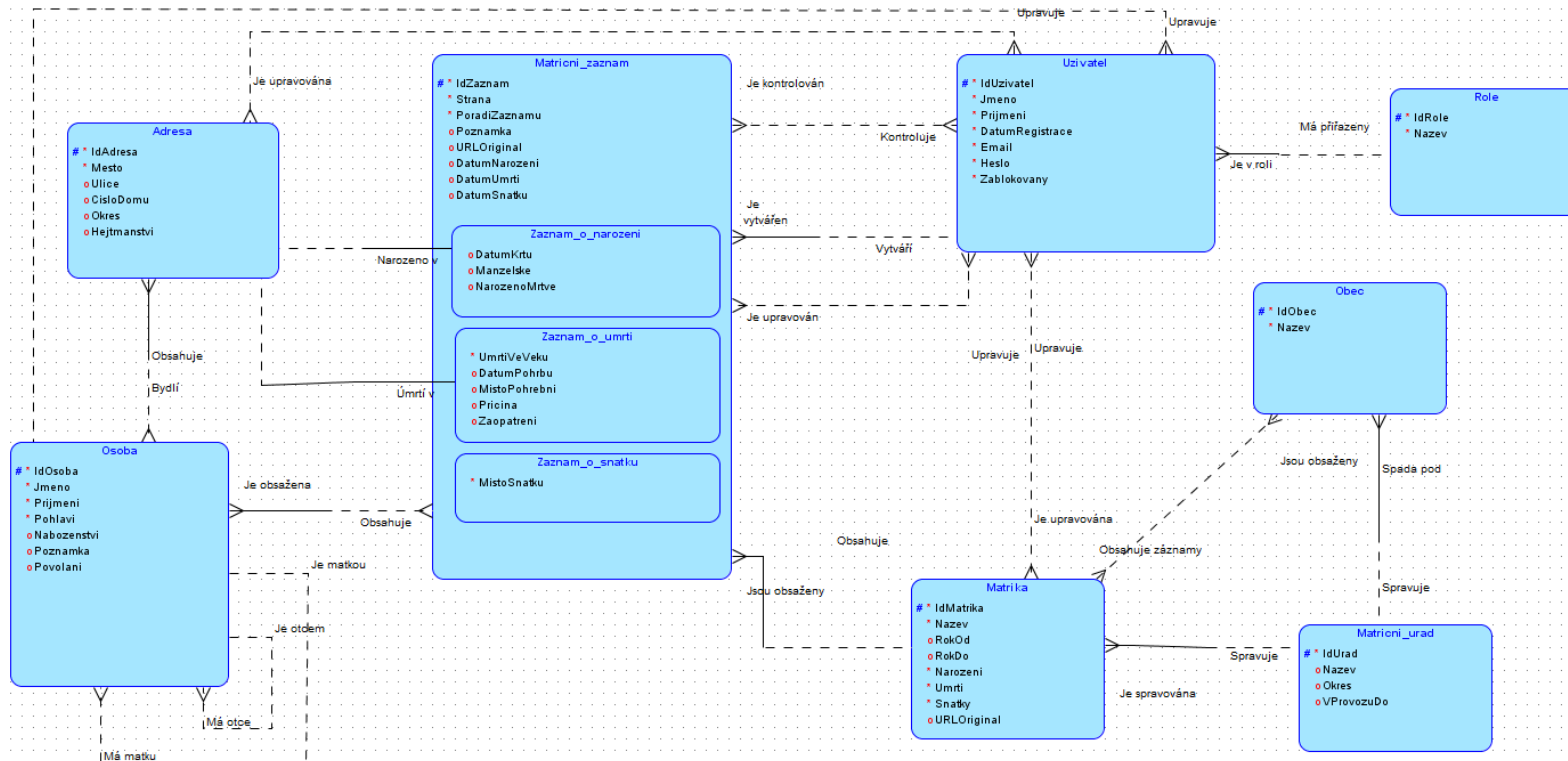 Upravuje
Upravuje
Je upravována
Matricni_zaznam
# * IdZaznam
* Strana
* PoradiZaznamu
o Poznamka
o URLOriginal
o DatumNarozeni
o DatumUmrti
o DatumSnatku
Zaznam_o_narozeni
o DatumKrtu
o Manzelske
o NarozenoMrtve
Zaznam_o_umrti
* UmrtiVeVeku
o DatumPohrbu
o MistoPohrebni
o Pricina
o Zaopatreni
Zaznam_o_snatku
* MistoSnatku
Je kontrolován
Kontroluje
Uzivatel
# * IdUzivatel
* Jmeno
* Prijmeni
* DatumRegistrace
* Email
* Heslo
* Zablokovany
Má přiřazeny
Je v roli
Role
# * IdRole
* Nazev
Adresa
# * IdAdresa
* Mesto
o Ulice
o CisloDomu
o Okres
o Hejtmanstvi
Narozeno v
Úmrtí v
Je
vytvářen
Vytváří
Je upravován
Obsahuje
Bydlí
Upravuje
Upravuje
Obec
# * IdObec
* Nazev
Osoba
# * IdOsoba
* Jmeno
* Prijmeni
* Pohlavi
o Nabozenstvi
o Poznamka
o Povolani
Je obsažena
Obsahuje
Je matkou
Je otcem
Má otce
Má matku
Obsahuje
Jsou obsaženy
Je upravována
Jsou obsaženy
Obsahuje záznamy
Spada pod
Spravuje
Matrika
# * IdMatrika
* Nazev
o RokOd
o RokDo
* Narozeni
* Umrti
* Snatky
o URLOriginal
Spravuje
Je spravována
Matricni_urad
# * IdUrad
o Nazev
o Okres
o VProvozuDo